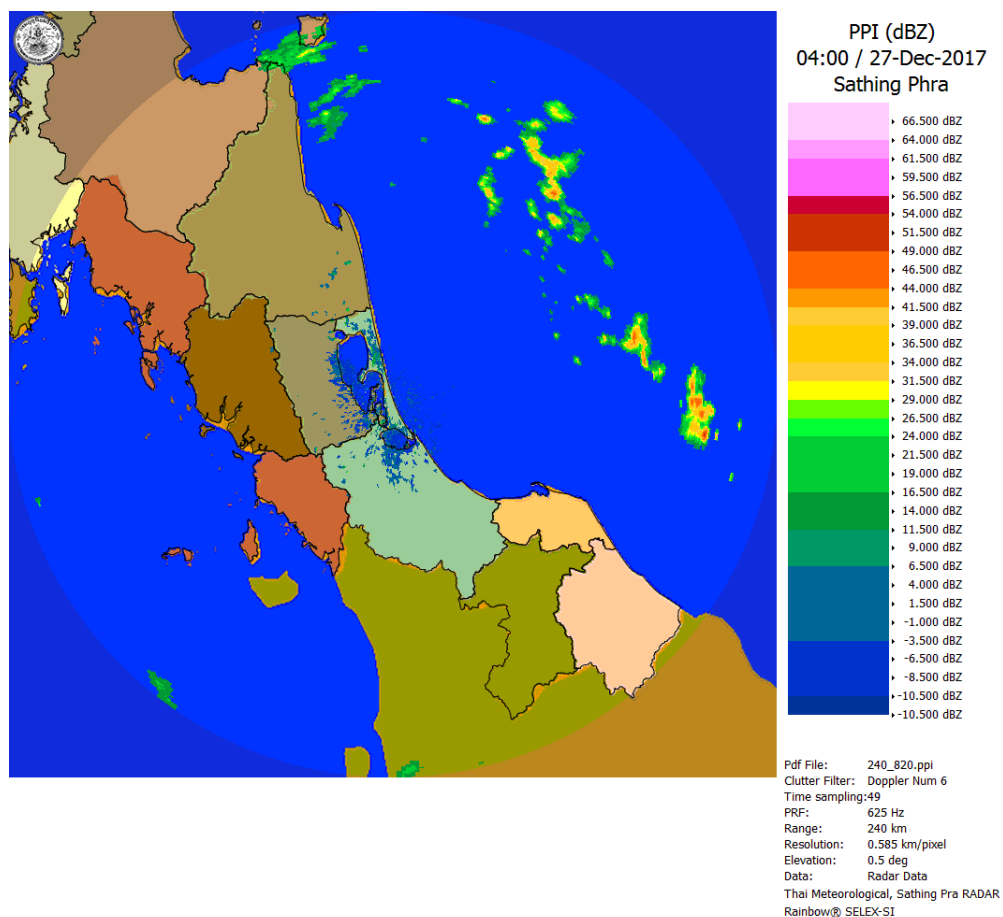 PPI (dBZ)
04:00 / 27-Dec-2017
Sathing Phra
66.500 dBZ
64.000 dBZ
61.500 dBZ
59.500 dBZ
56.500 dBZ
54.000 dBZ
51.500 dBZ
49.000 dBZ
46.500 dBZ
44.000 dBZ
41.500 dBZ
39.000 dBZ
36.500 dBZ
34.000 dBZ
31.500 dBZ
29.000 dBZ
26.500 dBZ
24.000 dBZ
21.500 dBZ
19.000 dBZ
16.500 dBZ
14.000 dBZ
11.500 dBZ
9.000 dBZ
6.500 dBZ
4.000 dBZ
1.500 dBZ
-1.000 dBZ
-3.500 dBZ
-6.500 dBZ
-8.500 dBZ
-10.500 dBZ
-10.500 dBZ
Pdf File: 240_820.ppi
Clutter Filter: Doppler Num 6
Time sampling:49
PRF: 625 Hz
Range: 240 km
Resolution: 0.585 km/pixel
Elevation: 0.5 deg
Data: Radar Data
Thai Meteorological, Sathing Pra RADAR
Rainbow® SELEX-SI